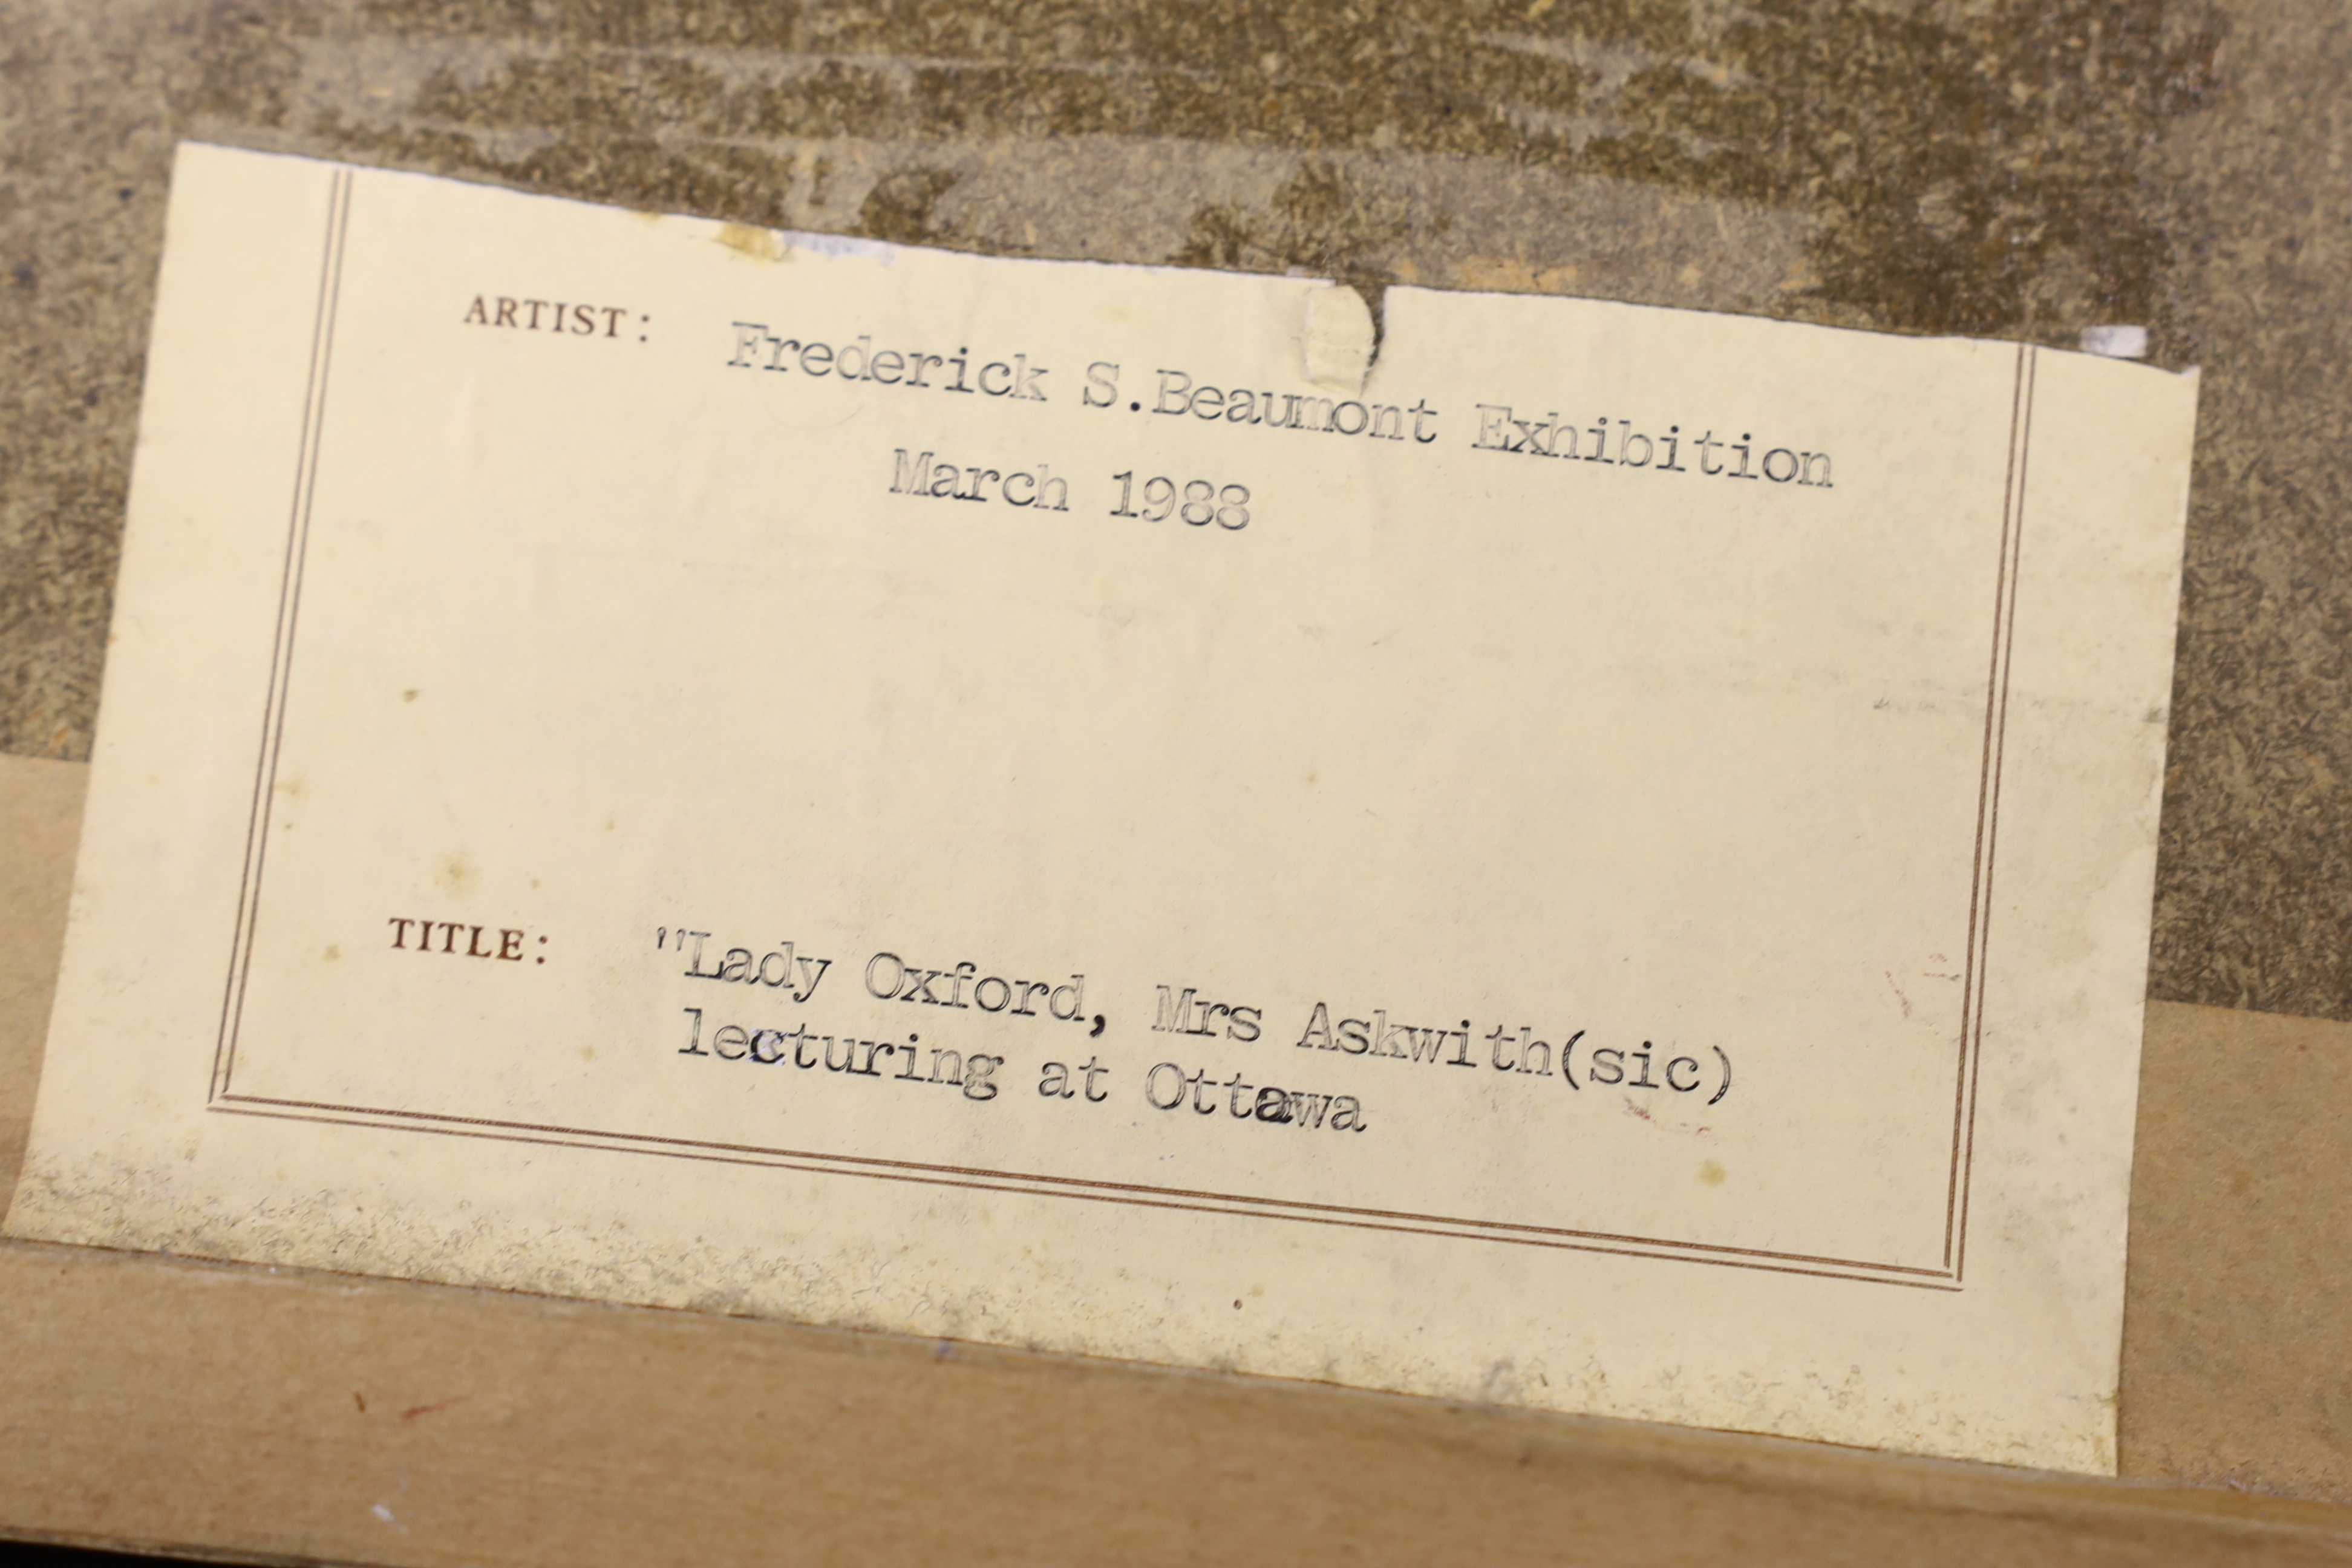 ARTIST: Frederick S.Beaumont Exhibition
March 1988
TITLE: "Lady Oxford, Mrs Askwith(sic)
lecturing at Ottawa